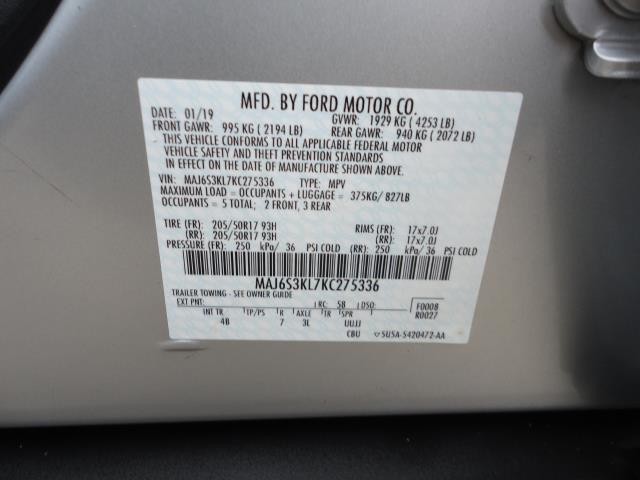 MFD. BY FORD MOTOR CO.
DATE: 01/19 GVWR: 1929 KG ( 4253 LB)
FRONT GAWR: 995 KG ( 2194 LB) REAR GAWR: 940 KG ( 2072 LB)
THIS VEHICLE CONFORMS TO ALL APPLICABLE FEDERAL MOTOR
VEHICLE SAFETY AND THEFT PREVENTION STANDARDS
IN EFFECT ON THE DATE OF MANUFACTURE SHOWN ABOVE.
VIN: MAJ6S3KL7KC275336 TYPE: MPV
MAXIMUM LOAD = OCCUPANTS + LUGGAGE = 375KG/ 827LB
OCCUPANTS = 5 TOTAL: 2 FRONT, 3 REAR
TIRE (FR): 205/50R17 93H RIMS (FR): 17x7.0J
(RR): 205/50R17 93H (RR): 17x7.0J
PRESSURE (FR): 250 kPa/ 36 PSI COLD (RR): 250 kPa/ 36 PSI COLD
MAJ6S3KL7KC275336
TRAILER TOWING - SEE OWNER GUIDE
EXT PNT: RC: 58 DSO: F0008
R0027
INT TR TP/PS R AXLE TR SPR
4B 7 3L UUJJ
CBU 5U5A-5420472-AA